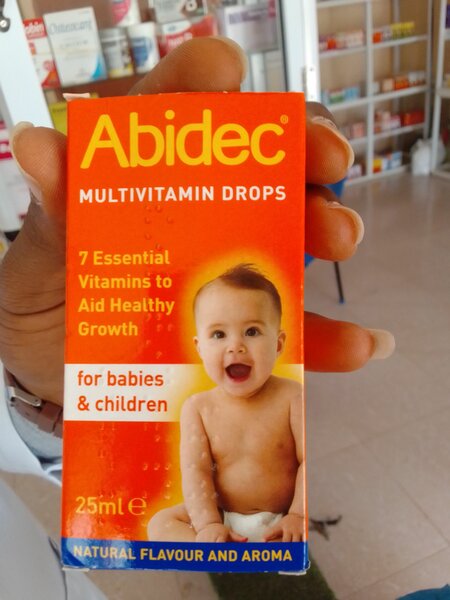 Abidec®
MULTIVITAMIN DROPS
7 Essential
Vitamins to
Aid Healthy
Growth
for babies
& children
25ml ℮
NATURAL FLAVOUR AND AROMA